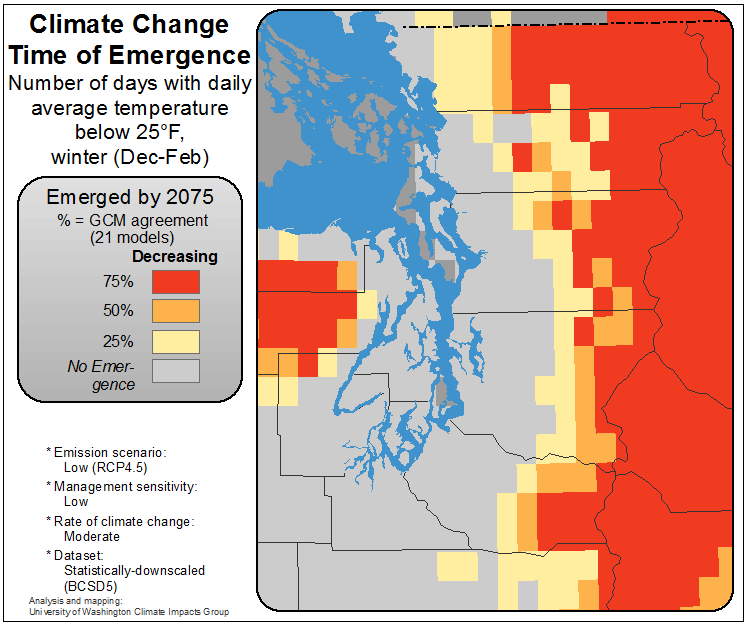 Climate Change
Time of Emergence
Number of days with daily
average temperature
below 25°F,
winter (Dec-Feb)
Emerged by 2075
% = GCM agreement
(21 models)
Decreasing
75%
50%
25%
No Emer-
gence
* Emission scenario:
Low (RCP4.5)
* Management sensitivity:
Low
* Rate of climate change:
Moderate
* Dataset:
Statistically-downscaled
(BCSD5)
Analysis and mapping:
University of Washington Climate Impacts Group